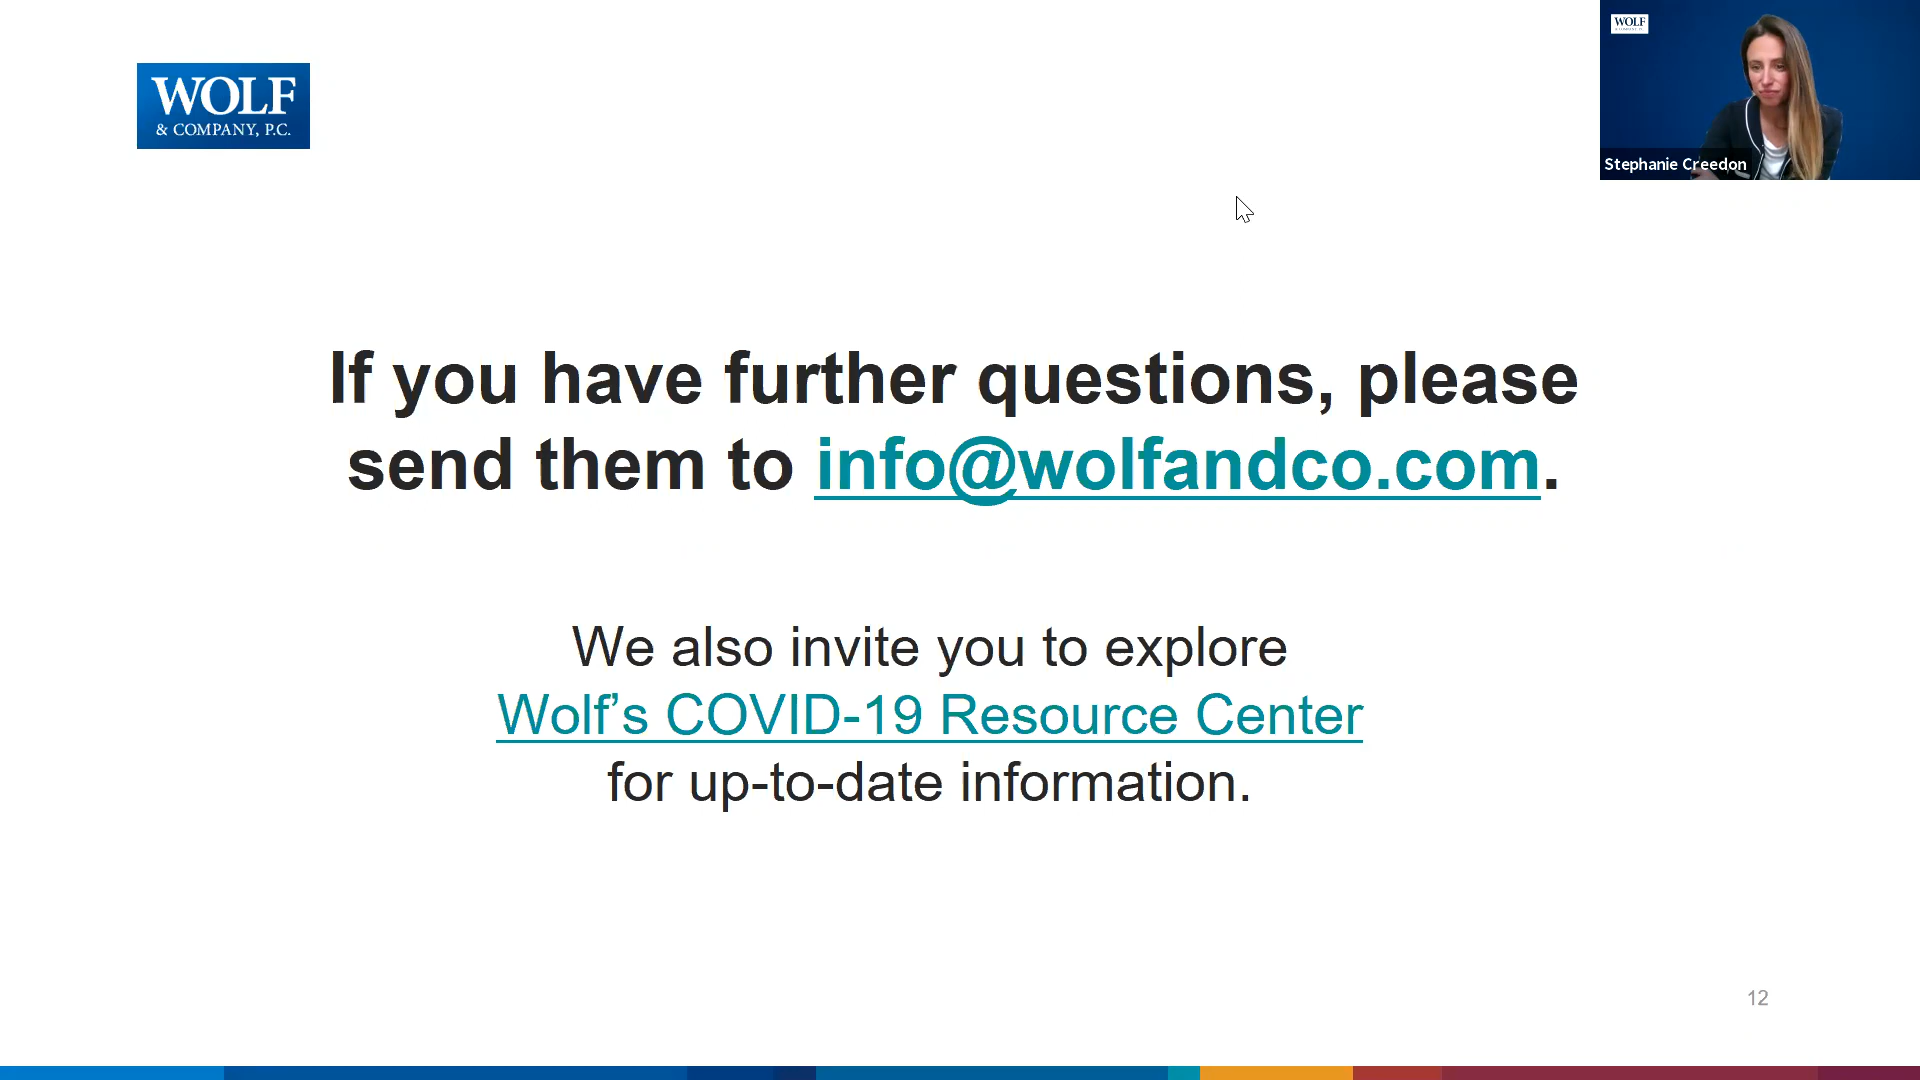 WOLF
& COMPANY, P.C.
WOLF
Stephanie Creedon
If you have further questions, please
send them to info@wolfandco.com.
We also invite you to explore
Wolf’s COVID-19 Resource Center
for up-to-date information.
12